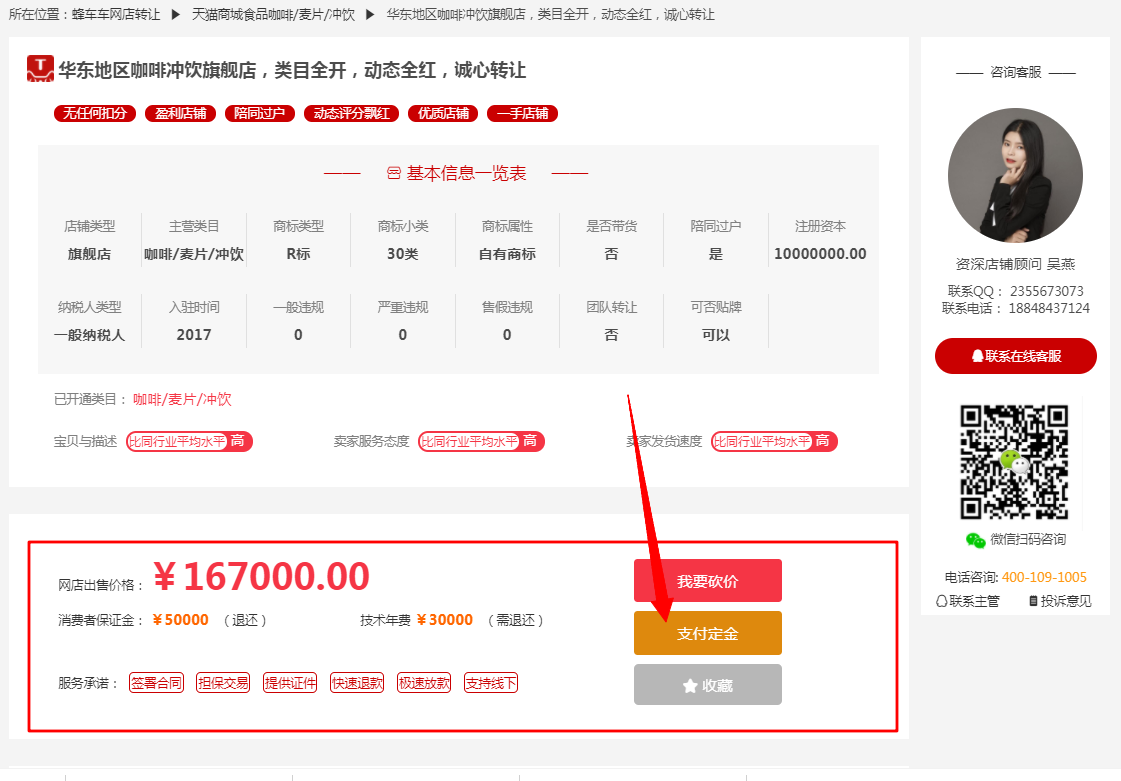 所在位置：蜂车车网店转让 ▶ 天猫商城食品咖啡/麦片/冲饮 ▶ 华东地区咖啡冲饮旗舰店，类目全开，动态全红，诚心转让
华东地区咖啡冲饮旗舰店，类目全开，动态全红，诚心转让
无任何扣分 盈利店铺 陪同过户 动态评分飘红 优质店铺 一手店铺
基本信息一览表
店铺类型 主营类目 商标类型 商标小类 商标属性 是否带货 陪同过户 注册资本
旗舰店 咖啡/麦片/冲饮 R标 30类 自有商标 否 是 10000000.00
纳税人类型 入驻时间 一般违规 严重违规 售假违规 团队转让 可否贴牌
一般纳税人 2017 0 0 0 否 可以
已开通类目： 咖啡/麦片/冲饮
宝贝与描述 比同行业平均水平 高 卖家服务态度 比同行业平均水平 高 卖家发货速度 比同行业平均水平 高
网店出售价格： ¥167000.00
消费者保证金： ¥50000 （退还） 技术年费 ¥30000 （需退还）
服务承诺： 签署合同 担保交易 提供证件 快速退款 极速放款 支持线下
我要砍价
支付定金
收藏
咨询客服
资深店铺顾问 吴燕
联系QQ： 2355673073
联系电话： 18848437124
联系在线客服
微信扫码咨询
电话咨询: 400-109-1005
联系主管 投诉意见